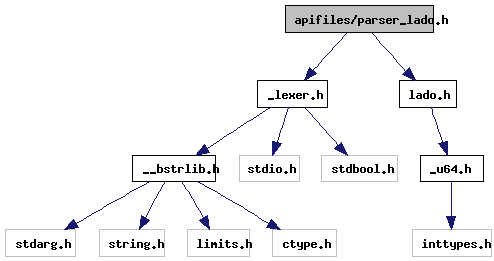 apifiles/parser_lado.h
_lexer.h
lado.h
__bstrlib.h
stdio.h
stdbool.h
_u64.h
stdarg.h
string.h
limits.h
ctype.h
inttypes.h